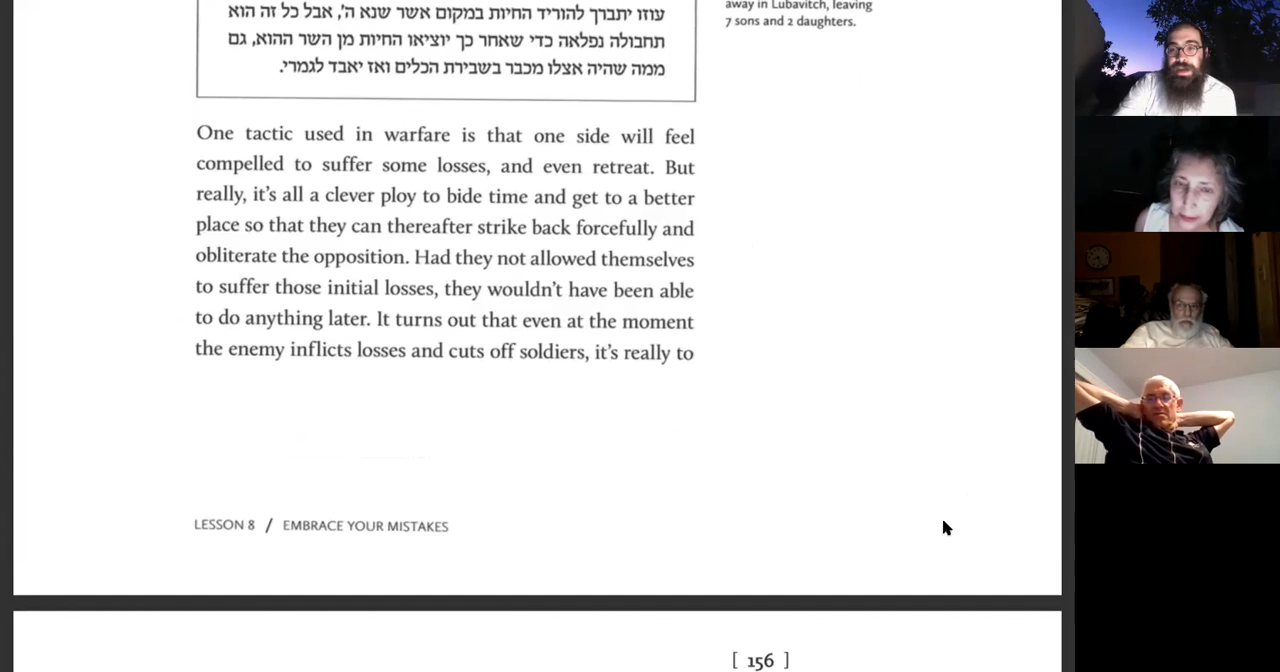 עוזו יתברך להוריד החיות במקום אשר שנא ה', אבל כל זה הוא
תחבולה נפלאה כדי שאחר כך יוציאו החיות מן השר ההוא, גם
ממה שהיה אצלו מכבר בשבירת הכלים ואז יאבד לגמרי.
away in Lubavitch, leaving
7 sons and 2 daughters.
One tactic used in warfare is that one side will feel
compelled to suffer some losses, and even retreat. But
really, it's all a clever ploy to bide time and get to a better
place so that they can thereafter strike back forcefully and
obliterate the opposition. Had they not allowed themselves
to suffer those initial losses, they wouldn't have been able
to do anything later. It turns out that even at the moment
the enemy inflicts losses and cuts off soldiers, it's really to
LESSON 8 / EMBRACE YOUR MISTAKES
[ 156 ]